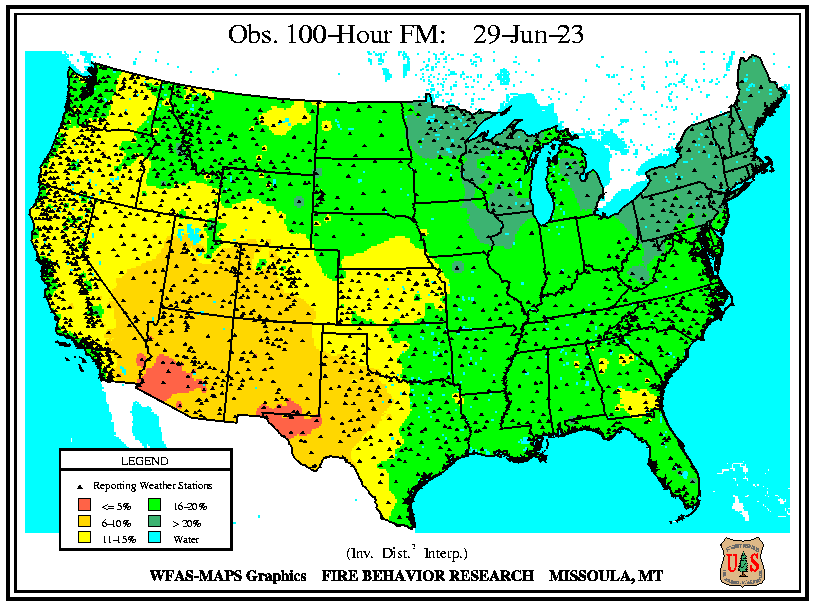 Obs. 100-Hour FM: 29-Jun-23
LEGEND
Reporting Weather Stations
<= 5% 16-20%
6-10% > 20%
11-15% Water
(Inv. Dist.² Interp.)
WFAS-MAPS Graphics FIRE BEHAVIOR RESEARCH MISSOULA, MT
U S